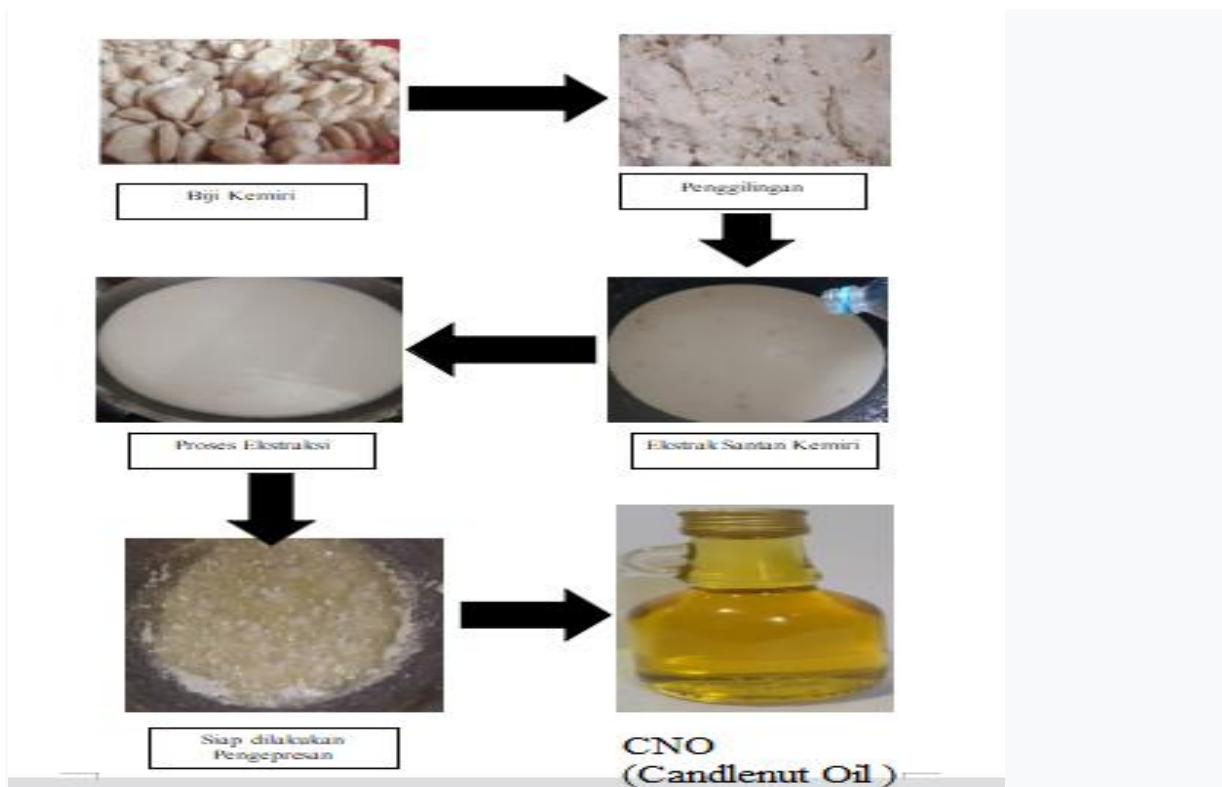 Biji Kemiri
Penggilingan
Ekstrak Santan Kemiri
Proses Ekstraksi
Siap dilakukan
Pengepresan
CNO
(Candlenut Oil )